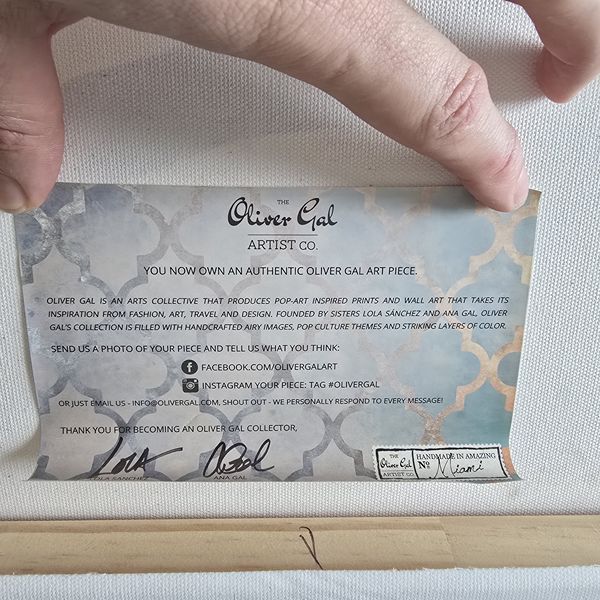 THE
Oliver Gal
ARTIST CO.
YOU NOW OWN AN AUTHENTIC OLIVER GAL ART PIECE.
OLIVER GAL IS AN ARTS COLLECTIVE THAT PRODUCES POP-ART INSPIRED PRINTS AND WALL ART THAT TAKES ITS
INSPIRATION FROM FASHION, ART, TRAVEL AND DESIGN. FOUNDED BY SISTERS LOLA SÁNCHEZ AND ANA GAL. OLIVER
GAL'S COLLECTION IS FILLED WITH HANDCRAFTED AIRY IMAGES, POP CULTURE THEMES AND STRIKING LAYERS OF COLOR.
SEND US A PHOTO OF YOUR PIECE AND TELL US WHAT YOU THINK:
FACEBOOK.COM/OLIVERGALART
INSTAGRAM YOUR PIECE: TAG #OLIVERGAL
OR JUST EMAIL US - INFO@OLIVERGAL.COM, SHOUT OUT - WE PERSONALLY RESPOND TO EVERY MESSAGE!
THANK YOU FOR BECOMING AN OLIVER GAL COLLECTOR,
LOLA
LOLA SANCHEZ
ANA GAL
THE
Oliver Gal
ARTIST CO.
HANDMADE IN AMAZING
Nº Miami